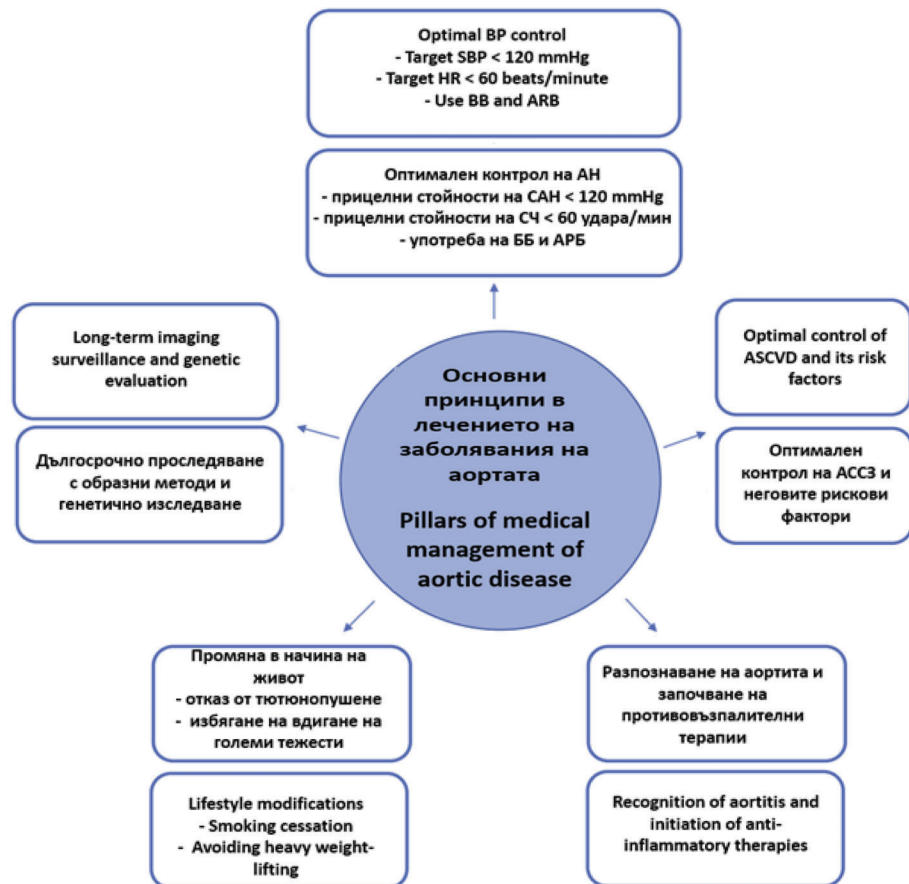 Optimal BP control
- Target SBP < 120 mmHg
- Target HR < 60 beats/minute
- Use BB and ARB
Оптимален контрол на АН
- прицелни стойности на САН < 120 mmHg
- прицелни стойности на СЧ < 60 удара/мин
- употреба на ББ и АРБ
Long-term imaging
surveillance and genetic
evaluation
Дългосрочно проследяване
с образни методи и
генетично изследване
Основни
принципи в
лечението на
заболявания на
аортата
Pillars of medical
management of
aortic disease
Optimal control of
ASCVD and its risk
factors
Оптимален
контрол на АССЗ и
неговите рискови
фактори
Промяна в начина на
живот
- отказ от тютюнопушене
- избягане на вдигане на
големи тежести
Lifestyle modifications
- Smoking cessation
- Avoiding heavy weight-
lifting
Разпознаване на аортита и
започване на
противовъзпалителни
терапии
Recognition of aortitis and
initiation of anti-
inflammatory therapies